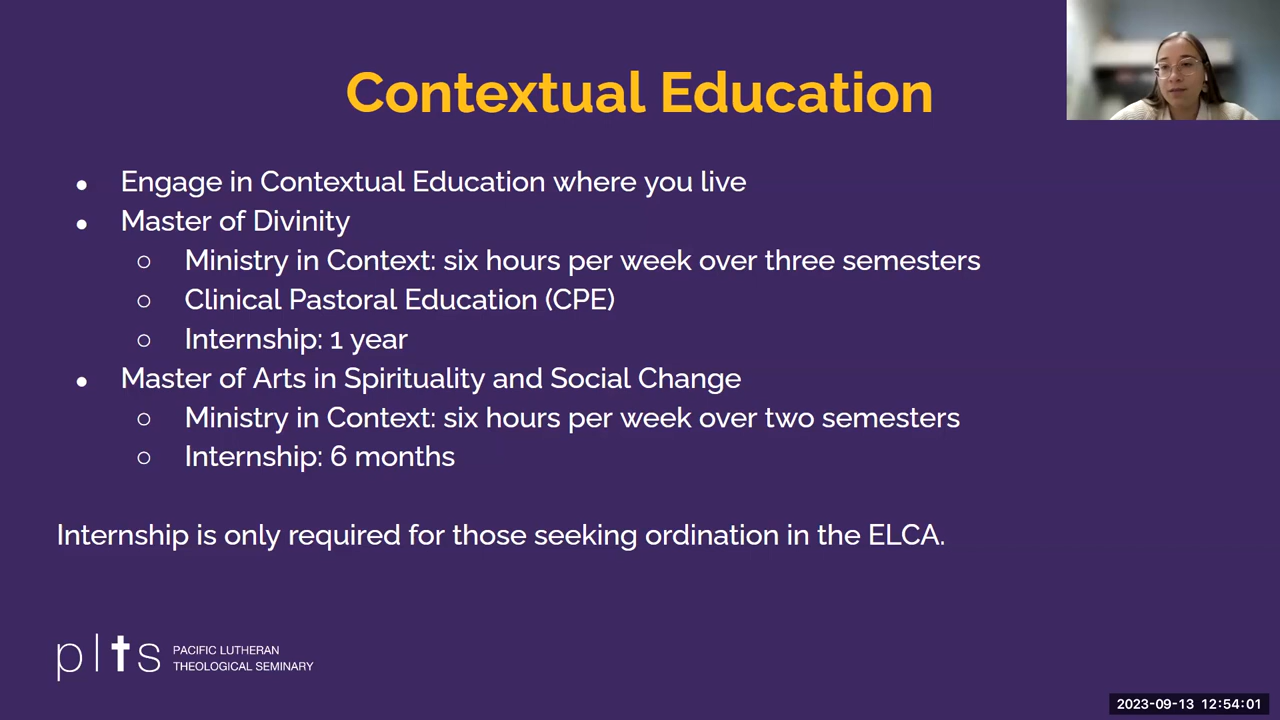 Contextual Education
● Engage in Contextual Education where you live
● Master of Divinity
○ Ministry in Context: six hours per week over three semesters
○ Clinical Pastoral Education (CPE)
○ Internship: 1 year
● Master of Arts in Spirituality and Social Change
○ Ministry in Context: six hours per week over two semesters
○ Internship: 6 months
Internship is only required for those seeking ordination in the ELCA.
plts
PACIFIC LUTHERAN
THEOLOGICAL SEMINARY
2023-09-13 12:54:01